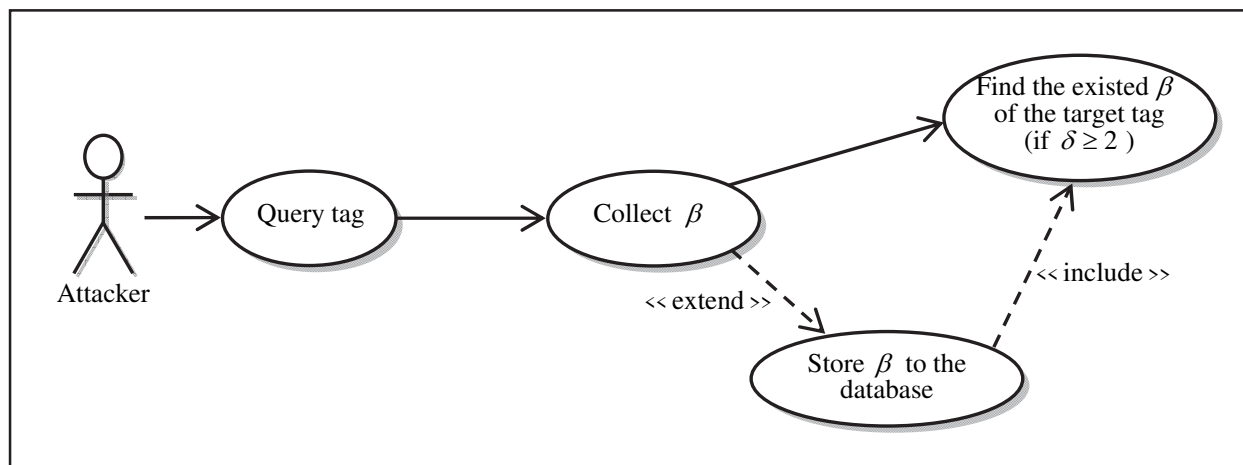 Attacker
Query tag
Collect β
Find the existed β
of the target tag
(if δ ≥ 2 )
<< extend >>
<< include >>
Store β to the
database